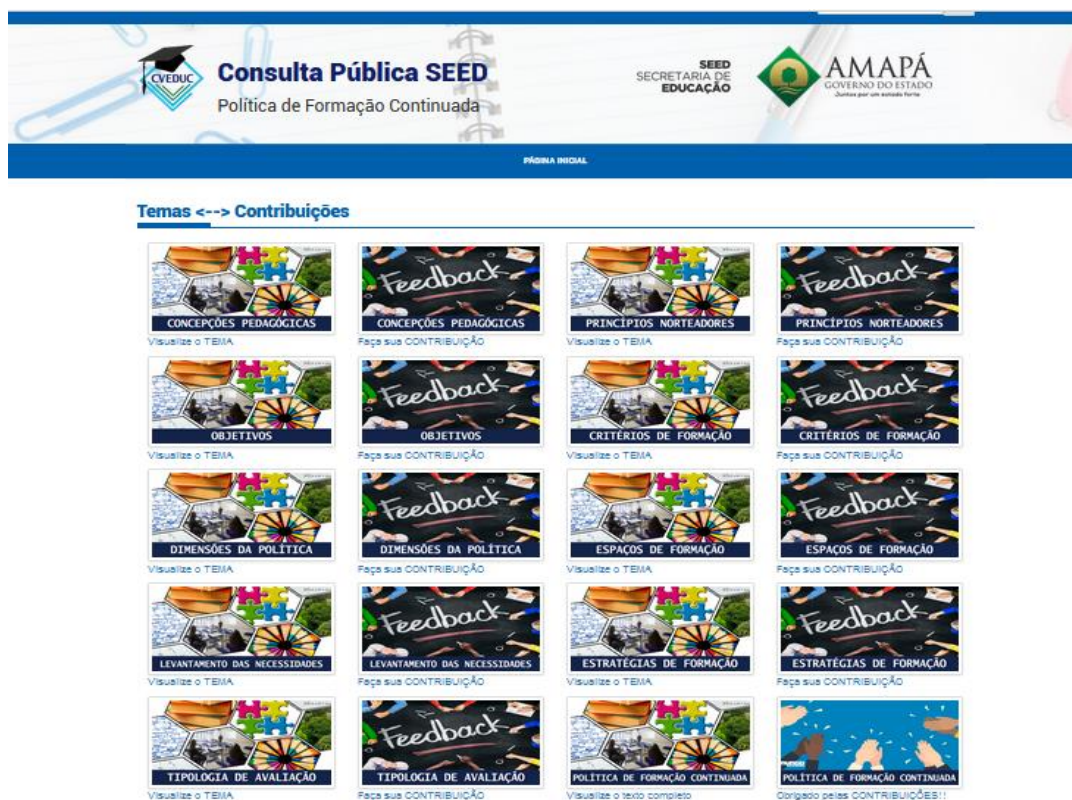 CVEDUC
Consulta Pública SEED
Política de Formação Continuada
SEED
SECRETARIA DE
EDUCAÇÃO
AMAPÁ
GOVERNO DO ESTADO
Juntos por um estado forte
PÁGINA INICIAL
Temas <--> Contribuições
CONCEPÇÕES PEDAGÓGICAS
Visualize o TEMA
Feedback
CONCEPÇÕES PEDAGÓGICAS
Faça sua CONTRIBUIÇÃO
PRINCÍPIOS NORTEADORES
Visualize o TEMA
Feedback
PRINCÍPIOS NORTEADORES
Faça sua CONTRIBUIÇÃO
OBJETIVOS
Visualize o TEMA
Feedback
OBJETIVOS
Faça sua CONTRIBUIÇÃO
CRITÉRIOS DE FORMAÇÃO
Visualize o TEMA
Feedback
CRITÉRIOS DE FORMAÇÃO
Faça sua CONTRIBUIÇÃO
DIMENSÕES DA POLÍTICA
Visualize o TEMA
Feedback
DIMENSÕES DA POLÍTICA
Faça sua CONTRIBUIÇÃO
ESPAÇOS DE FORMAÇÃO
Visualize o TEMA
Feedback
ESPAÇOS DE FORMAÇÃO
Faça sua CONTRIBUIÇÃO
LEVANTAMENTO DAS NECESSIDADES
Visualize o TEMA
Feedback
LEVANTAMENTO DAS NECESSIDADES
Faça sua CONTRIBUIÇÃO
ESTRATÉGIAS DE FORMAÇÃO
Visualize o TEMA
Feedback
ESTRATÉGIAS DE FORMAÇÃO
Faça sua CONTRIBUIÇÃO
TIPOLOGIA DE AVALIAÇÃO
Visualize o TEMA
Feedback
TIPOLOGIA DE AVALIAÇÃO
Faça sua CONTRIBUIÇÃO
POLÍTICA DE FORMAÇÃO CONTINUADA
Visualize o texto completo
POLÍTICA DE FORMAÇÃO CONTINUADA
Obrigado pelas CONTRIBUIÇÕES!!